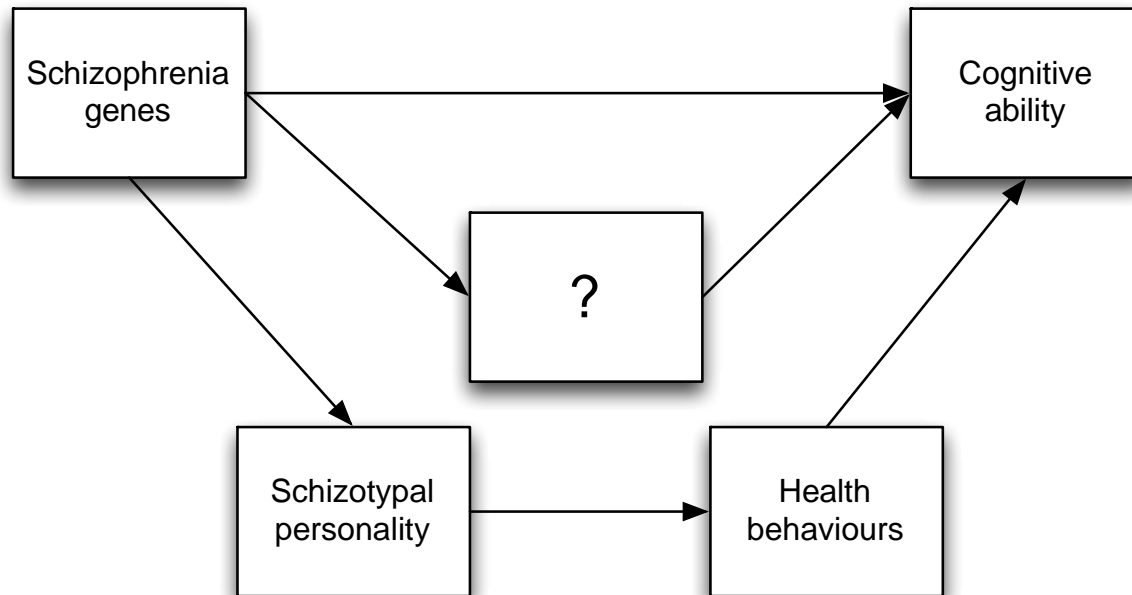 Schizophrenia
genes
Cognitive
ability
?
Schizotypal
personality
Health
behaviours